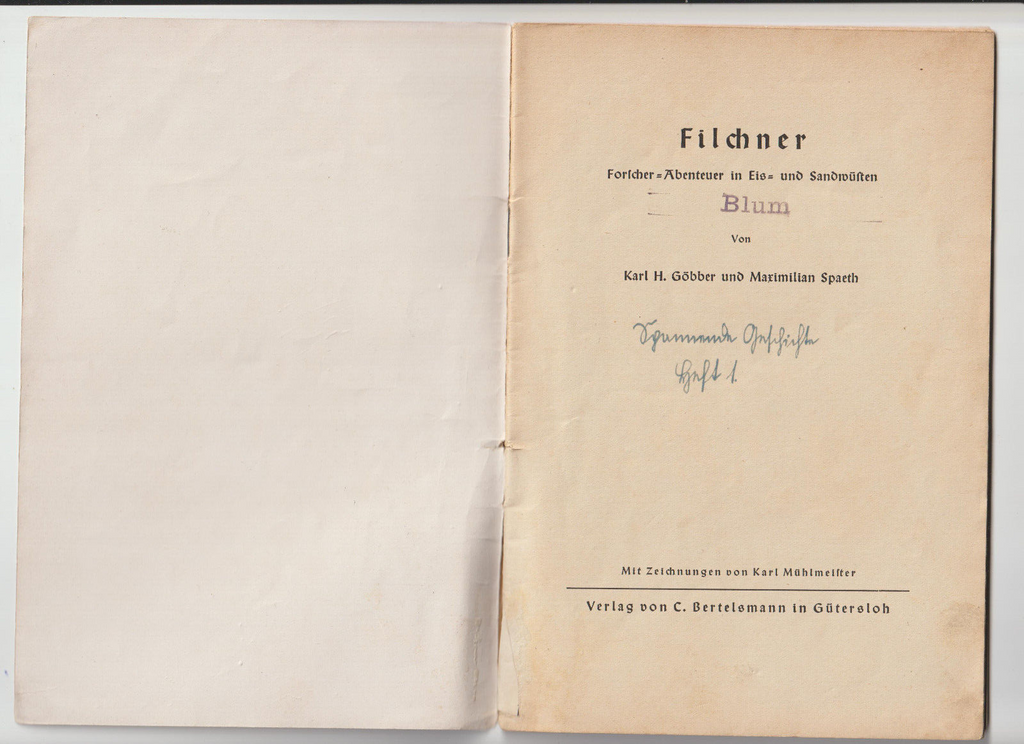 Filchner
Forscher=Abenteuer in Eis= und Sandwüsten
Blum
Von
Karl H. Göbber und Maximilian Spaeth
Spannende Geschichte
Heft 1.
Mit Zeichnungen von Karl Mühlmeister
Verlag von C. Bertelsmann in Gütersloh